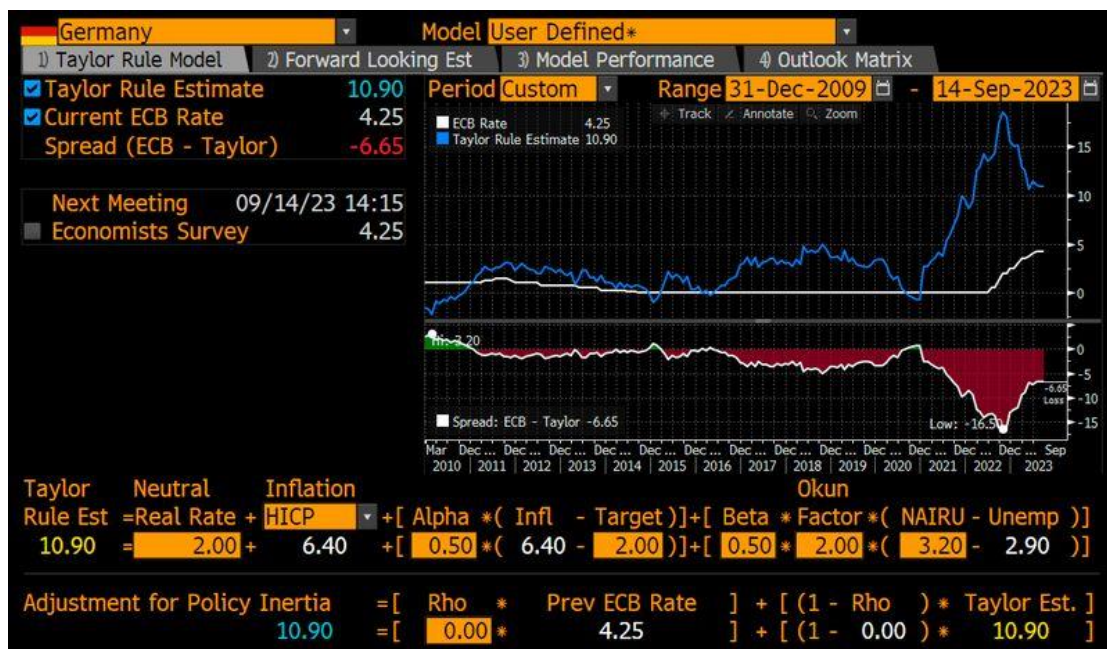 Germany Model User Defined*
1) Taylor Rule Model 2) Forward Looking Est 3) Model Performance 4) Outlook Matrix
Taylor Rule Estimate 10.90 Period Custom Range 31-Dec-2009 - 14-Sep-2023
Track Annotate Zoom
Current ECB Rate 4.25
Spread (ECB - Taylor) -6.65
ECB Rate 4.25
Taylor Rule Estimate 10.90
Next Meeting 09/14/23 14:15
Economists Survey 4.25
15
10
5
0
Hi: 3.20
0
-5
-6.65
Loss
-10
-15
Spread: ECB - Taylor -6.65
Low: -16.50
Mar Dec ... Dec ... Dec ... Dec ... Dec ... Dec ... Dec ... Dec ... Dec ... Dec ... Dec ... Dec ... Dec ... Sep
2010 2011 2012 2013 2014 2015 2016 2017 2018 2019 2020 2021 2022 2023
Taylor Neutral Inflation Okun
Rule Est =Real Rate + HICP +[ Alpha *( Infl - Target )]+[ Beta * Factor *( NAIRU - Unemp )]
10.90 = 2.00 + 6.40 +[ 0.50 *( 6.40 - 2.00 )]+[ 0.50 * 2.00 *( 3.20 - 2.90 )]
Adjustment for Policy Inertia =[ Rho * Prev ECB Rate ] + [ (1 - Rho ) * Taylor Est. ]
10.90 =[ 0.00 * 4.25 ] + [ (1 - 0.00 ) * 10.90 ]